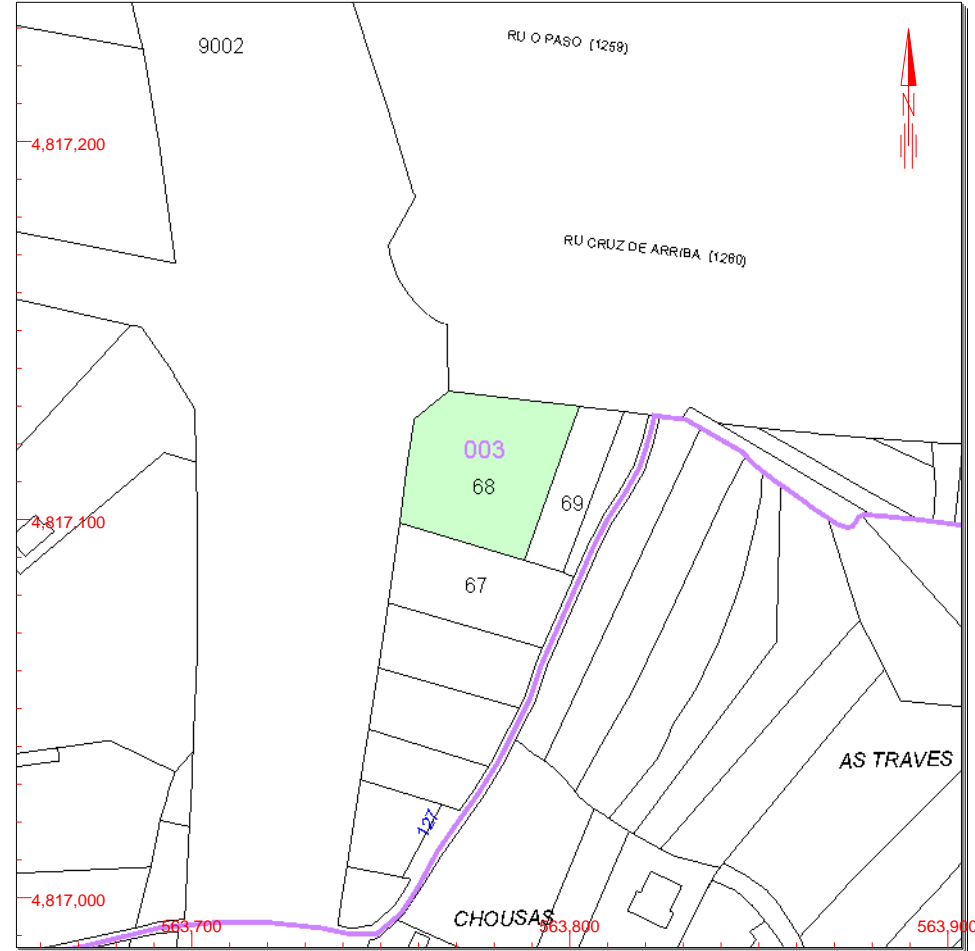 9002
RU O PASO (1259)
N
4,817,200
RU CRUZ DE ARRIBA (1260)
003
68
69
4,817,100
67
AS TRAVES
127
4,817,000
CHOUSAS
563,700
563,800
563,900